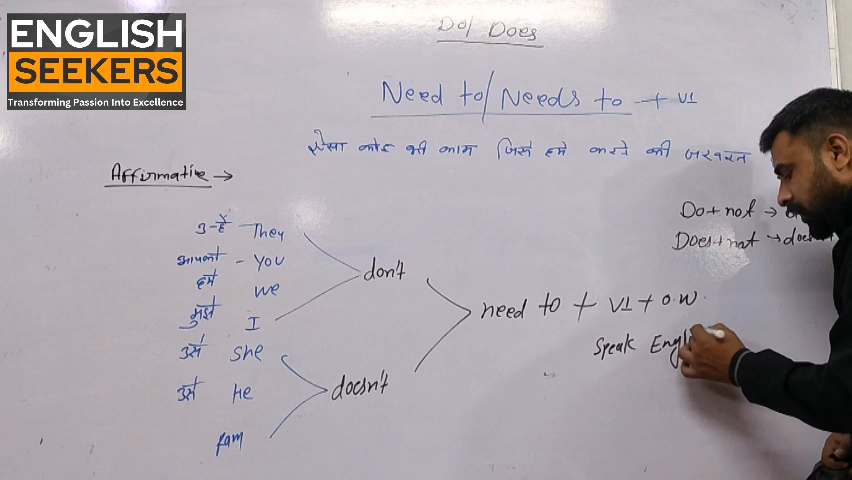 ENGLISH
SEEKERS
Transforming Passion Into Excellence
Do/ Does
Need to/ Needs to + V1
ऐसा कोई भी काम जिसे हमे करने की जरूरत
Affirmative →
उन्हें They
आपको - You
हमें We
मुझे I
उसे She
उसे He
Ram
don't
doesn't
need to + V1 + O.W.
Speak Engl
Do + not →
Does + not → does